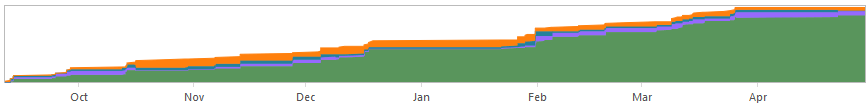 Oct Nov Dec Jan Feb Mar Apr